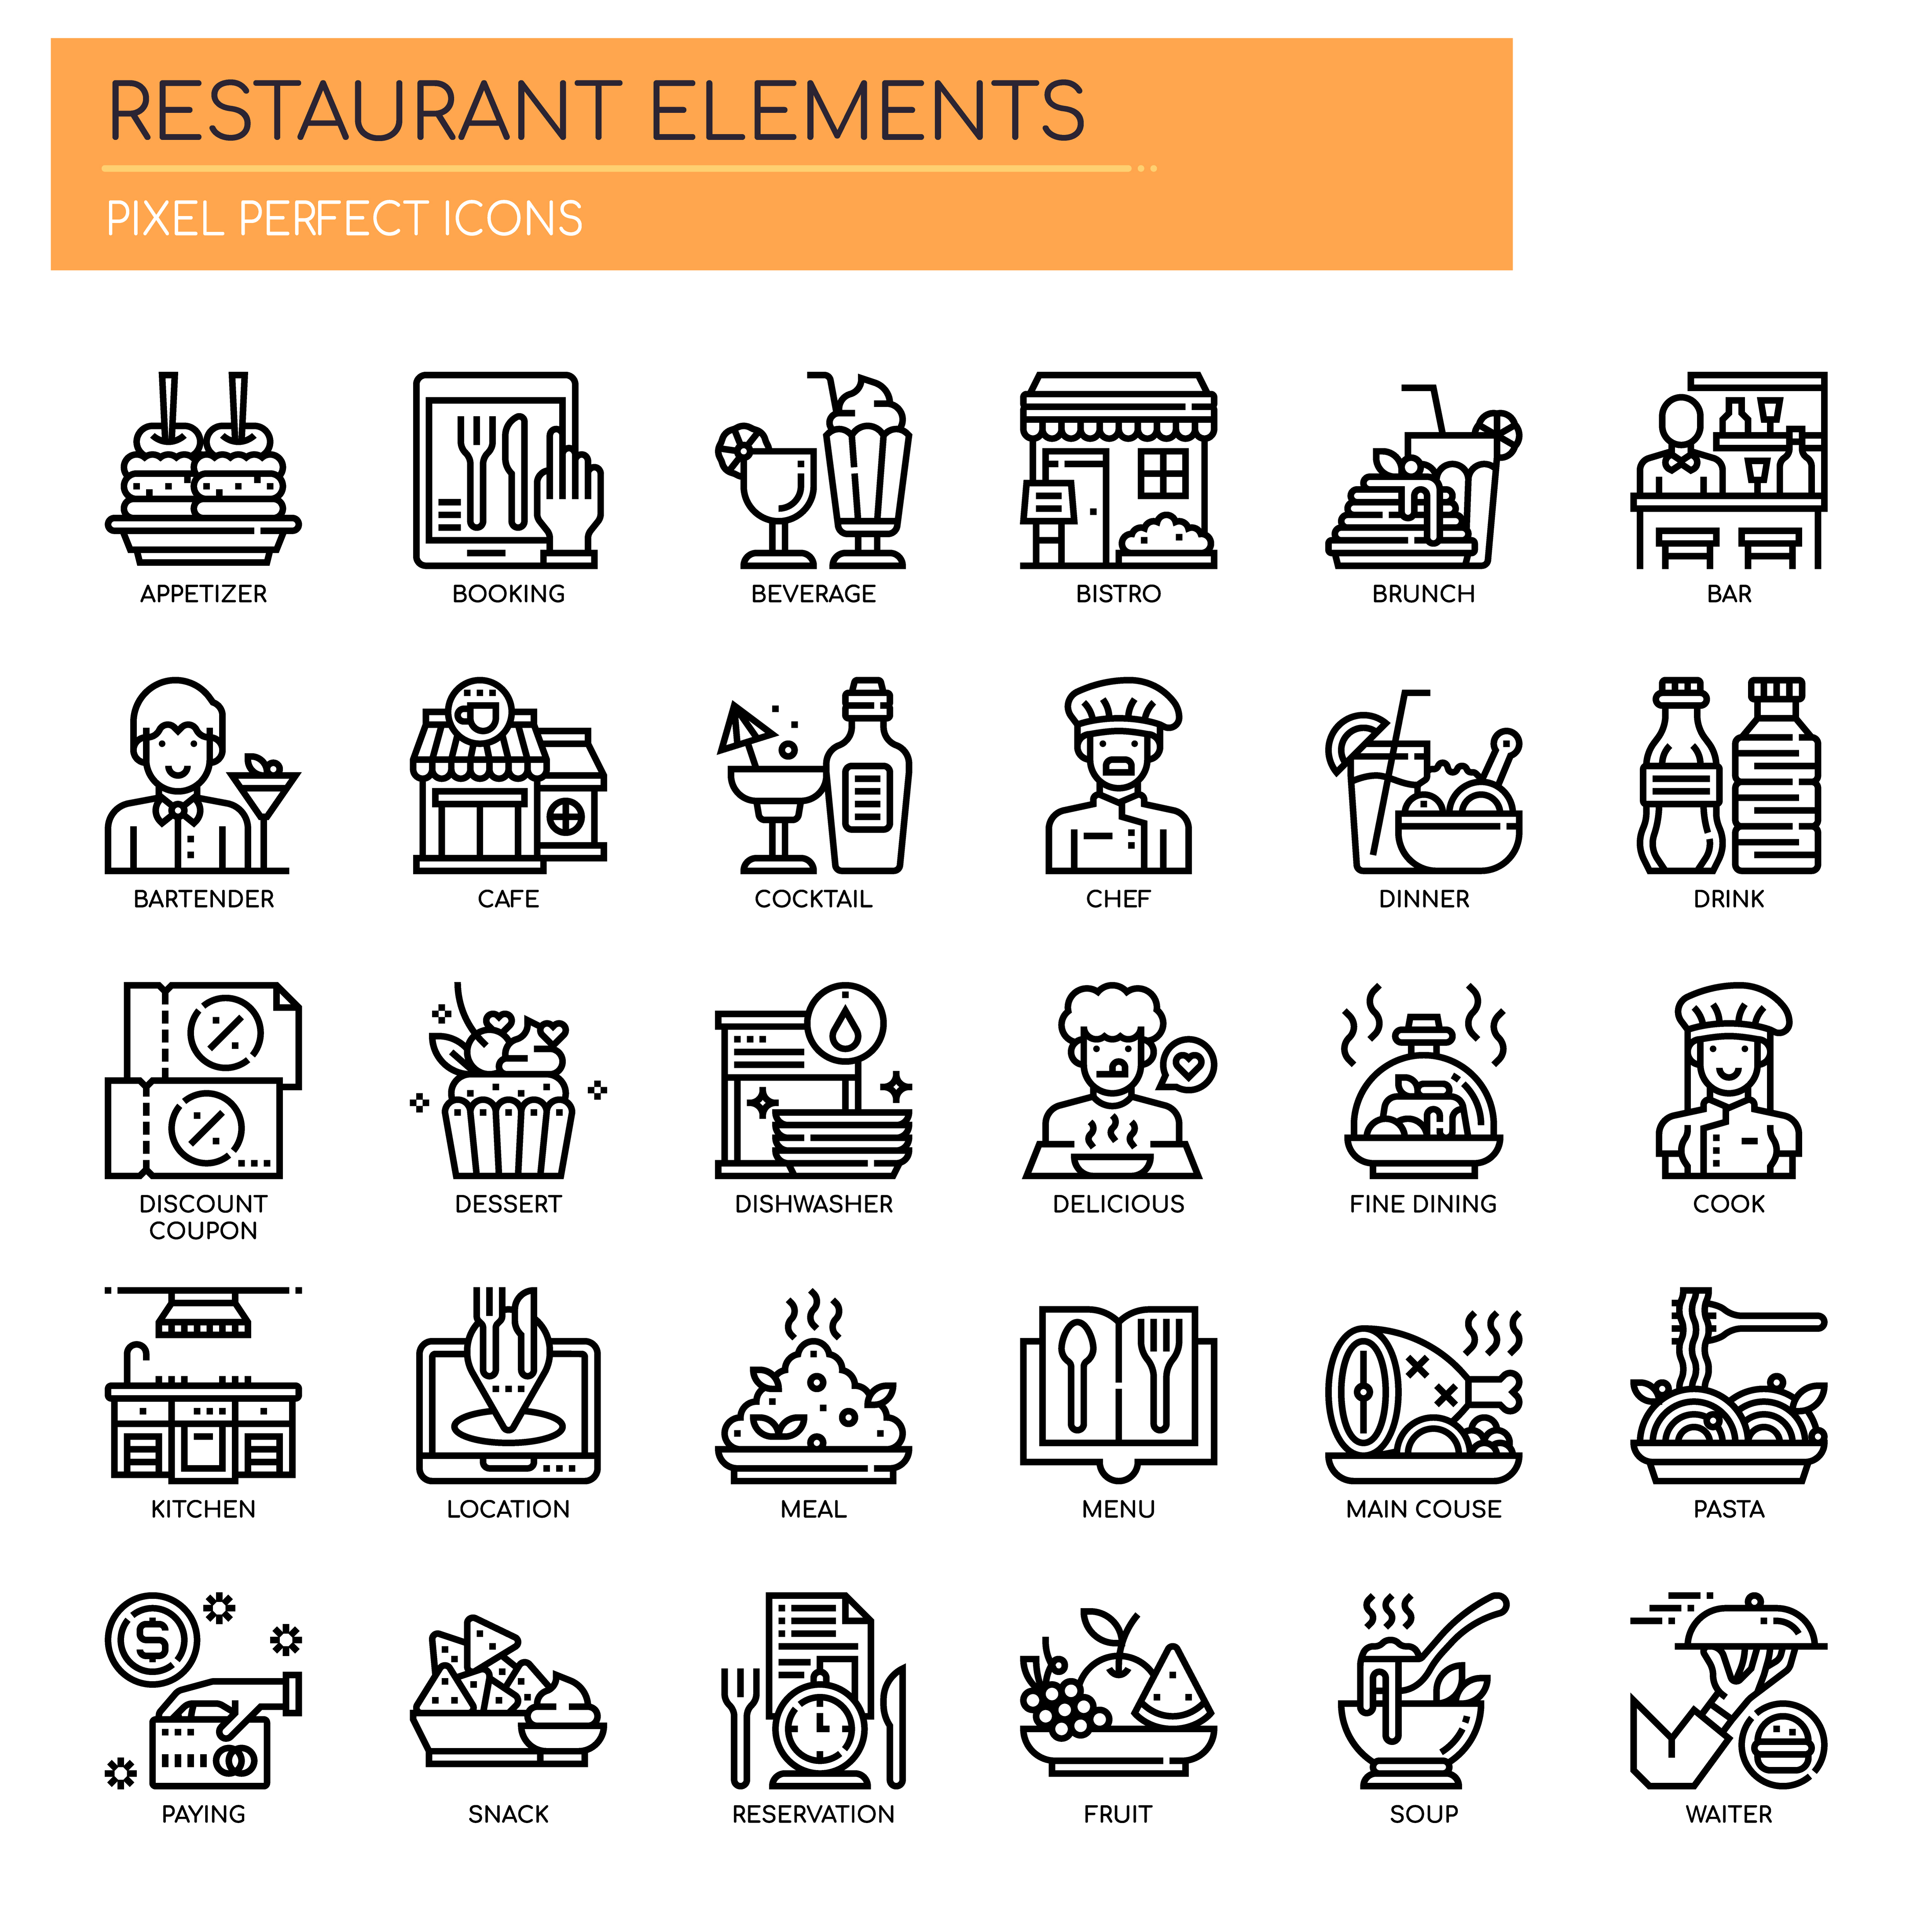 RESTAURANT ELEMENTS
PIXEL PERFECT ICONS
APPETIZER
BOOKING
BEVERAGE
BISTRO
BRUNCH
BAR
BARTENDER
CAFE
COCKTAIL
CHEF
DINNER
DRINK
DISCOUNT
COUPON
DESSERT
DISHWASHER
DELICIOUS
FINE DINING
COOK
KITCHEN
LOCATION
MEAL
MENU
MAIN COUSE
PASTA
$
PAYING
SNACK
RESERVATION
FRUIT
SOUP
WAITER